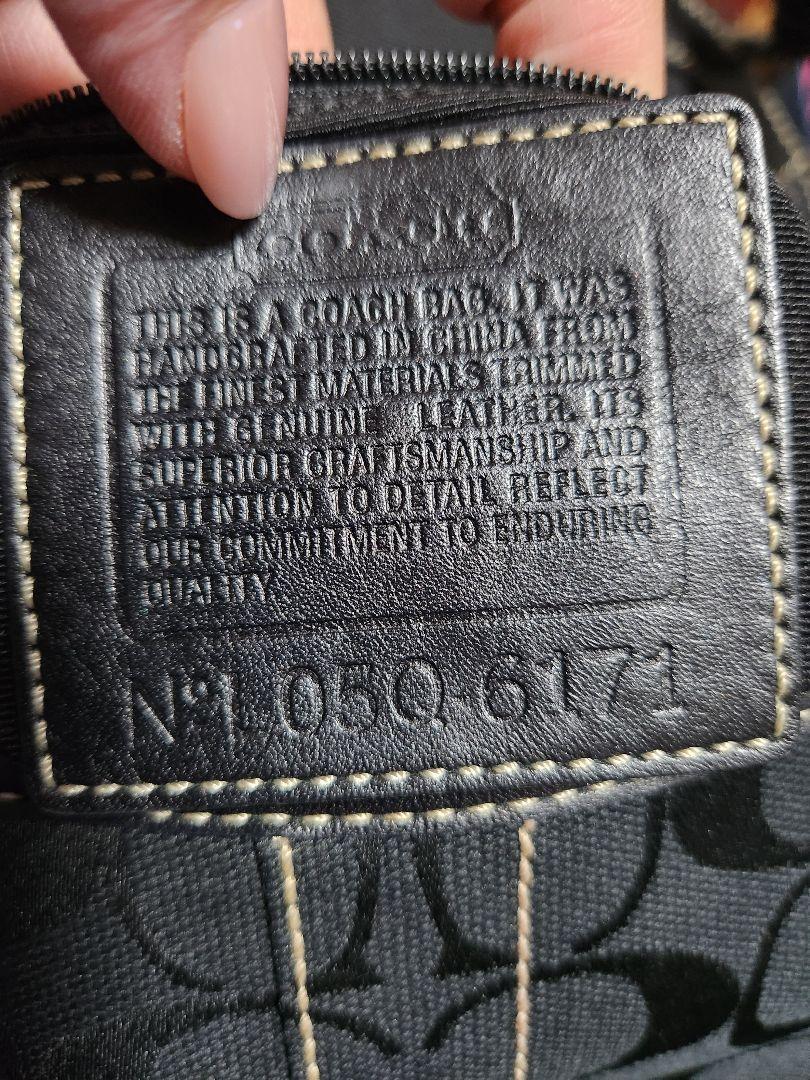 COACH
THIS IS A COACH BAG. IT WAS
HANDCRAFTED IN CHINA FROM
THE FINEST MATERIALS TRIMMED
WITH GENUINE LEATHER. ITS
SUPERIOR CRAFTSMANSHIP AND
ATTENTION TO DETAIL REFLECT
OUR COMMITMENT TO ENDURING
QUALITY
Nº L05Q-6171